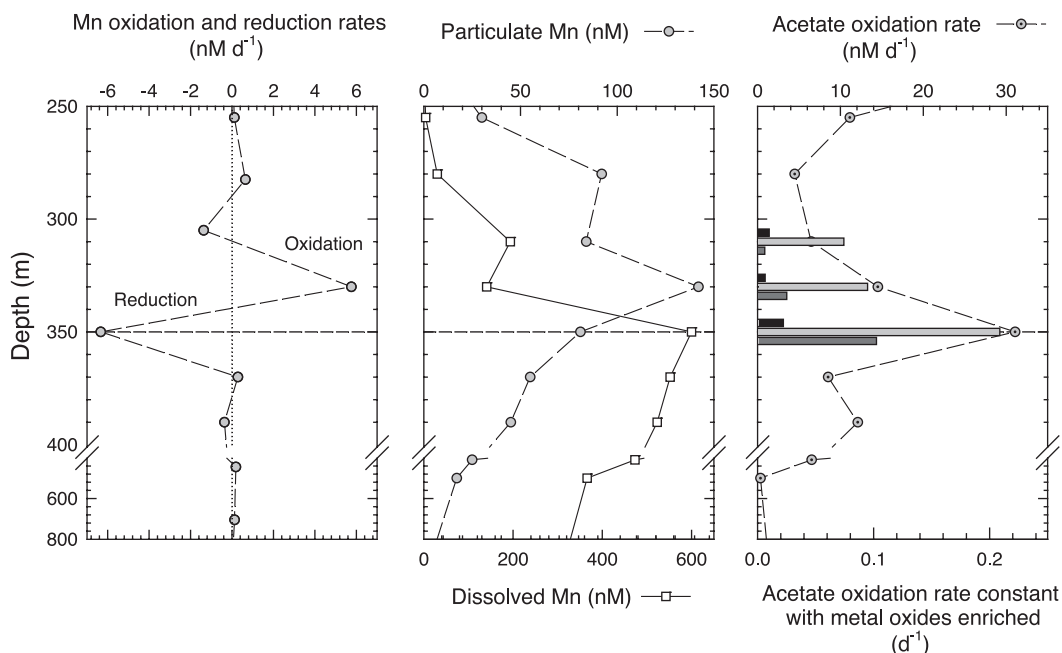 Mn oxidation and reduction rates
(nM d⁻¹)
-6 -4 -2 0 2 4 6
Particulate Mn (nM)
0 50 100 150
Acetate oxidation rate
(nM d⁻¹)
0 10 20 30
Depth (m)
250
300
350
400
600
800
Oxidation
Reduction
0 200 400 600
Dissolved Mn (nM)
0.0 0.1 0.2
Acetate oxidation rate constant
with metal oxides enriched
(d⁻¹)